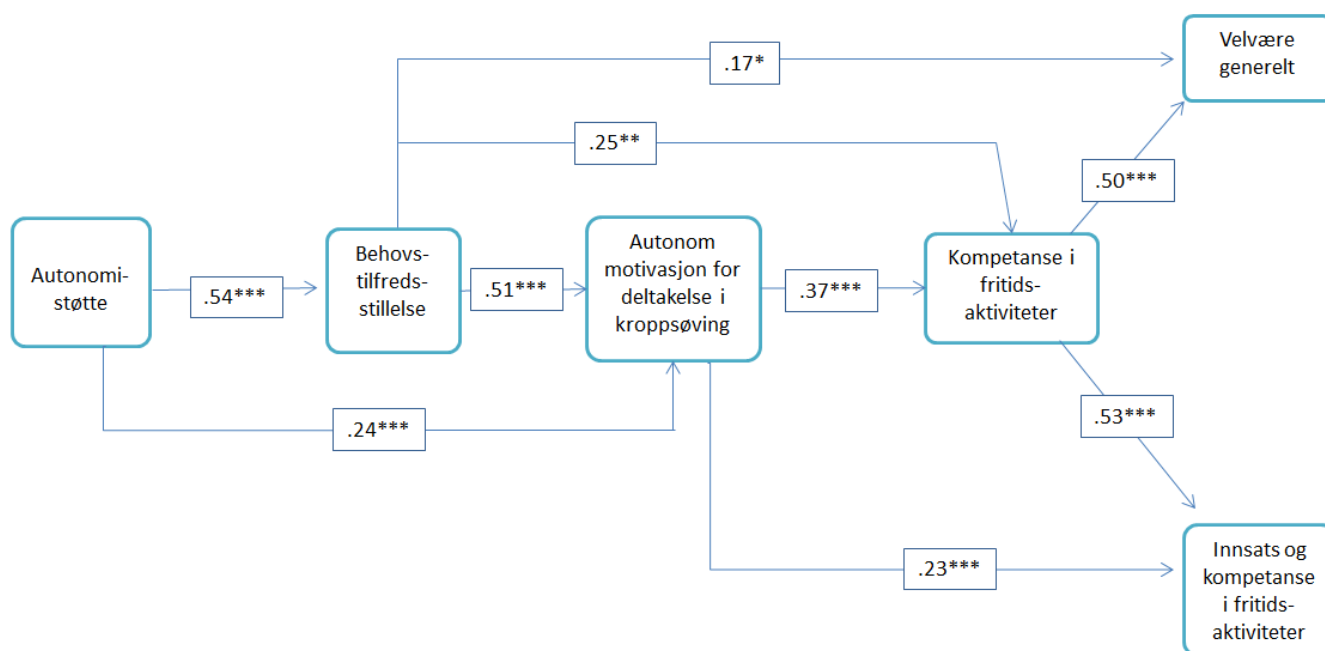 Velvære
generelt
.17*
.25**
.50***
Autonomi-
støtte
.54***
Behovs-
tilfreds-
stillelse
.51***
Autonom
motivasjon for
deltakelse i
kroppsøving
.37***
Kompetanse i
fritids-
aktiviteter
.24***
.53***
.23***
Innsats og
kompetanse
i fritids-
aktiviteter